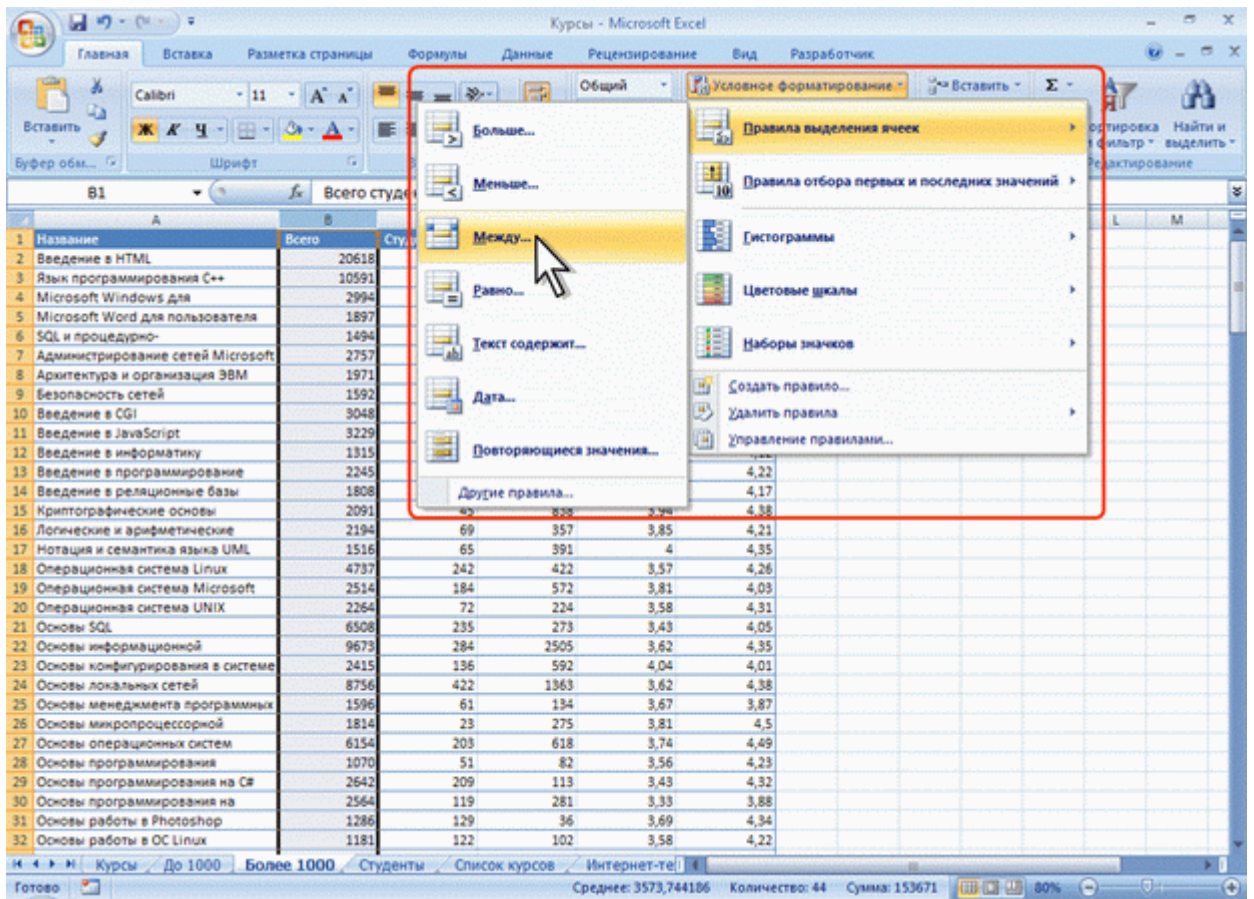 Курсы - Microsoft Excel
Главная Вставка Разметка страницы Формулы Данные Рецензирование Вид Разработчик
Вставить
Calibri 11
Ж К Ч
Общий
Условное форматирование
Вставить
Σ
Найти и
выделить
Буфер обм... Шрифт
B1
fx Всего
Больше...
Меньше...
Между...
Равно...
Текст содержит...
Дата...
Повторяющиеся значения...
Другие правила...
Правила выделения ячеек
Правила отбора первых и последних значений
Гистограммы
Цветовые шкалы
Наборы значков
Создать правило...
Удалить правила
Управление правилами...
A B L M
1 Название Всего
2 Введение в HTML 20618
3 Язык программирования C++ 10591
4 Microsoft Windows для 2994
5 Microsoft Word для пользователя 1897
6 SQL и процедурно- 1494
7 Администрирование сетей Microsoft 2757
8 Архитектура и организация ЭВМ 1971
9 Безопасность сетей 1592
10 Введение в CGI 3048
11 Введение в JavaScript 3229
12 Введение в информатику 1315
13 Введение в программирование 2245 4,22
14 Введение в реляционные базы 1808 4,17
15 Криптографические основы 2091 45 838 3,94 4,38
16 Логические и арифметические 2194 69 357 3,85 4,21
17 Нотация и семантика языка UML 1516 65 391 4 4,35
18 Операционная система Linux 4737 242 422 3,57 4,26
19 Операционная система Microsoft 2514 184 572 3,81 4,03
20 Операционная система UNIX 2264 72 224 3,58 4,31
21 Основы SQL 6508 235 273 3,43 4,05
22 Основы информационной 9673 284 2505 3,62 4,35
23 Основы конфигурирования в системе 2415 136 592 4,04 4,01
24 Основы локальных сетей 8756 422 1363 3,62 4,38
25 Основы менеджмента программных 1596 61 134 3,67 3,87
26 Основы микропроцессорной 1814 23 275 3,81 4,5
27 Основы операционных систем 6154 203 618 3,74 4,49
28 Основы программирования 1070 51 82 3,56 4,23
29 Основы программирования на C# 2642 209 113 3,43 4,32
30 Основы программирования на 2564 119 281 3,33 3,88
31 Основы работы в Photoshop 1286 129 36 3,69 4,34
32 Основы работы в ОС Linux 1181 122 102 3,58 4,22
Курсы До 1000 Более 1000 Студенты Список курсов Интернет-те
Готово Среднее: 3573,744186 Количество: 44 Сумма: 153671 80%